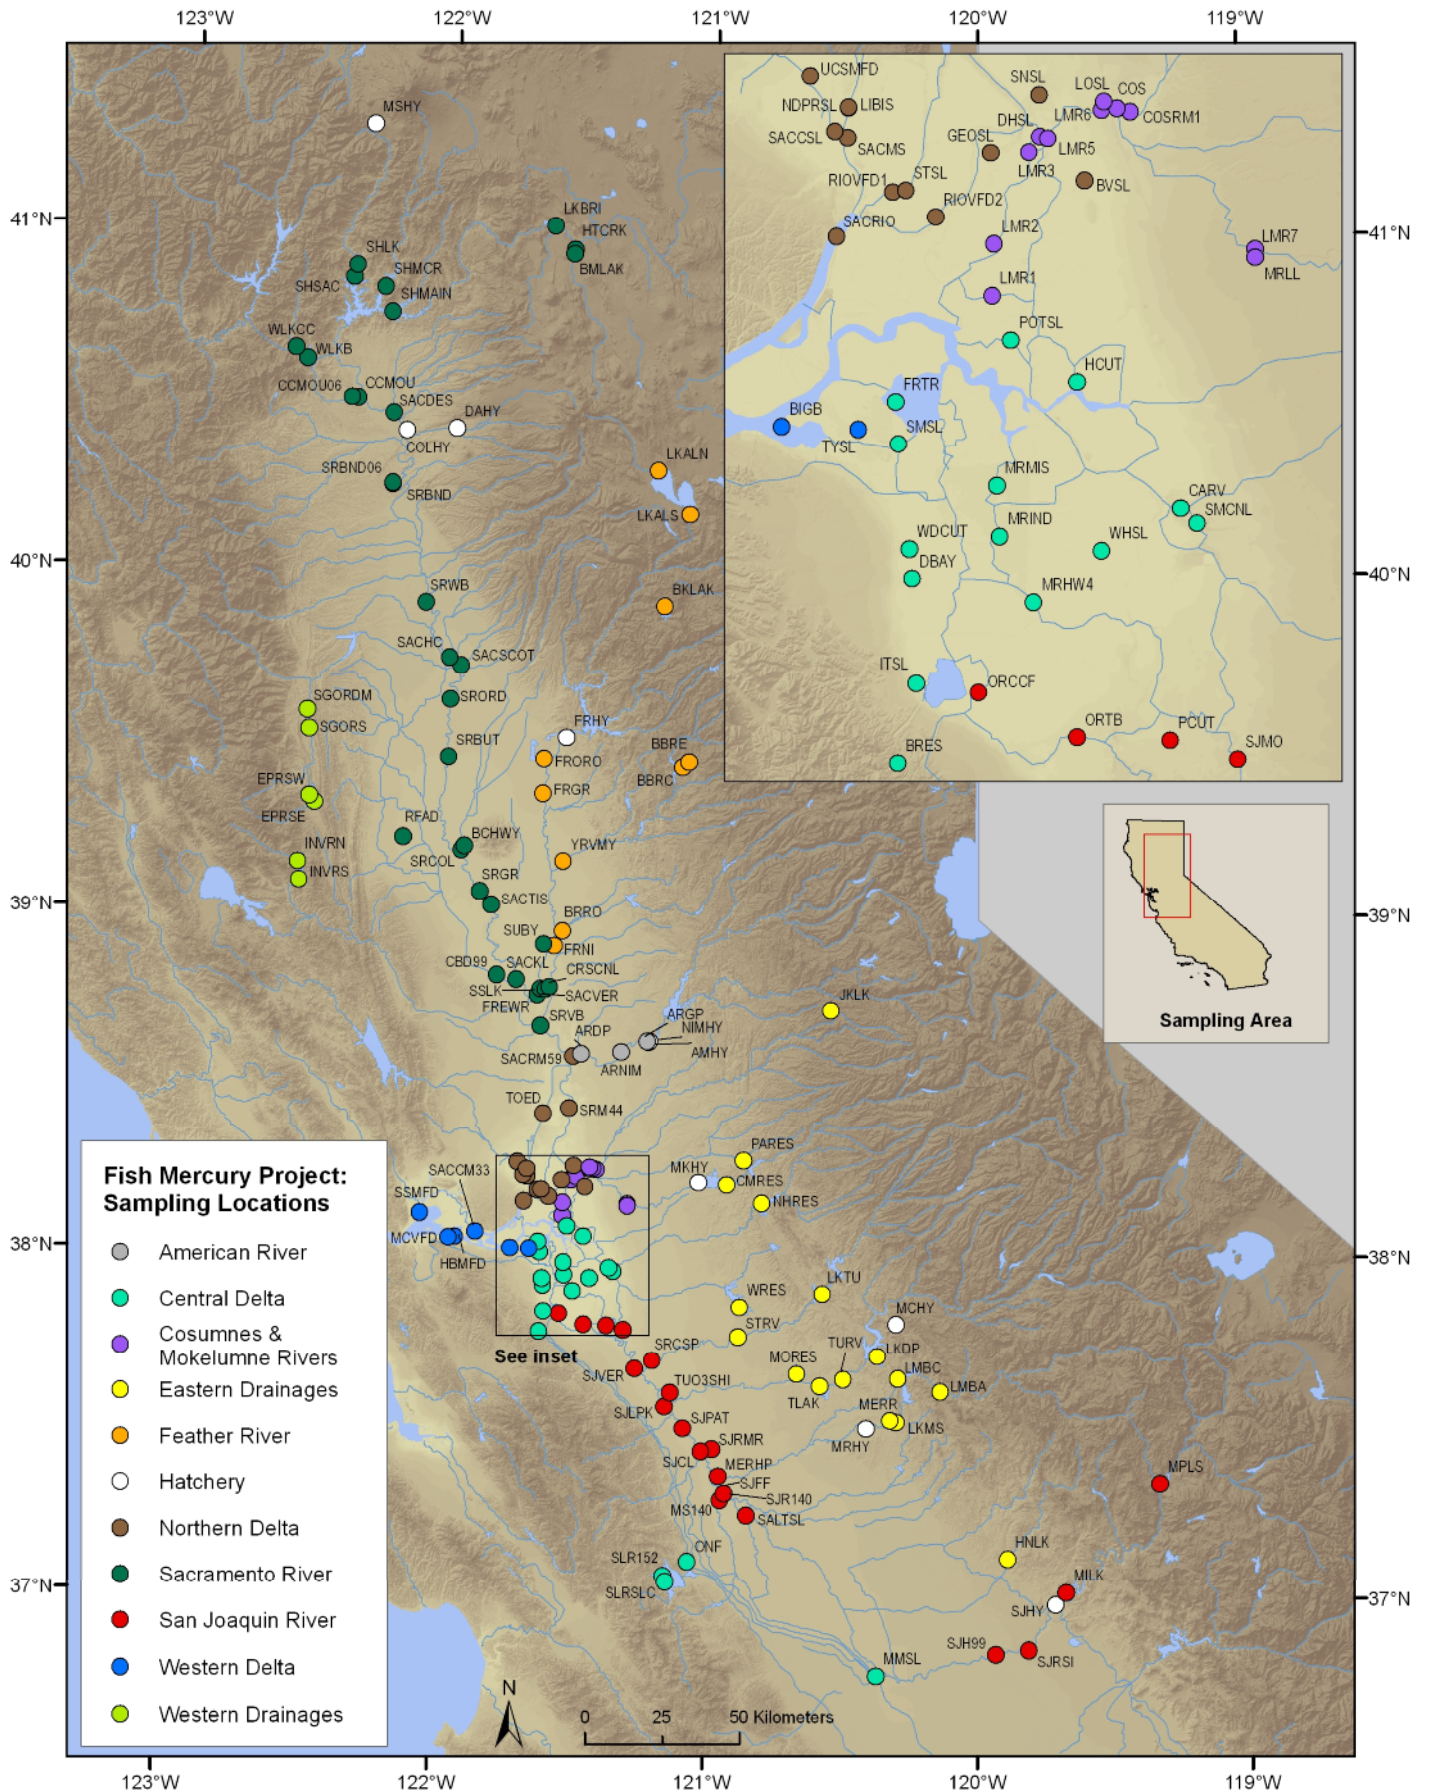 123°W
122°W
121°W
120°W
119°W
MSHY
UCSMFD
SNSL
LOSL
COS
NDPRSL
LIBIS
DHSL
LMR6
COSRM1
SACCSL
SACMS
GEOSL
LMR5
RIOVFD1
STSL
LMR3
BVSL
RIOVFD2
SACRIO
LMR2
LMR7
MRLL
LMR1
POTSL
HCUT
FRTR
BIGB
SMSL
TYSL
MRMIS
CARV
SMCNL
MRIND
WHSL
WDCUT
DBAY
MRHW4
ITSL
ORCCF
ORTB
PCUT
SJMO
BRES
41°N
41°N
LKBRI
HTCRK
BMLAK
SHLK
SHMCR
SHSAC
SHMAIN
WLKCC
WLKB
CCMOU06
CCMOU
SACDES
DAHY
COLHY
SRBND06
SRBND
LKALN
LKALS
40°N
40°N
SRWB
BKLAK
SACHC
SACSCOT
SGORDM
SRORD
SGORS
FRHY
SRBUT
FRORO
BBRE
BBRC
EPRSW
FRGR
EPRSE
RFAD
BCHWY
INVRN
SRCOL
YRVMY
INVRS
SRGR
SACTIS
39°N
39°N
BRRO
SUBY
FRNI
CBD99
SACKL
CRSCNL
SSLK
SACVER
FREWR
SRVB
JKLK
ARGP
NIMHY
ARDP
AMHY
SACRM59
ARNIM
TOED
SRM44
Sampling Area
PARES
MKHY
CMRES
NHRES
SACCM33
SSMFD
MCVFD
HBMFD
38°N
38°N
See inset
WRES
LKTU
STRV
MCHY
SRCSP
TURV
LKDP
SJVER
MORES
LMBC
TUO3SHI
TLAK
LMBA
SJLPK
MERR
SJPAT
LKMS
SJRMR
MRHY
SJCL
MERHP
MPLS
SJFF
SJR140
MS140
SALTSL
ONF
HNLK
SLR152
SLRSLC
MILK
SJHY
37°N
37°N
SJH99
SJRSI
MMSL
Fish Mercury Project:
Sampling Locations
American River
Central Delta
Cosumnes &
Mokelumne Rivers
Eastern Drainages
Feather River
Hatchery
Northern Delta
Sacramento River
San Joaquin River
Western Delta
Western Drainages
N
0 25 50 Kilometers
123°W
122°W
121°W
120°W
119°W